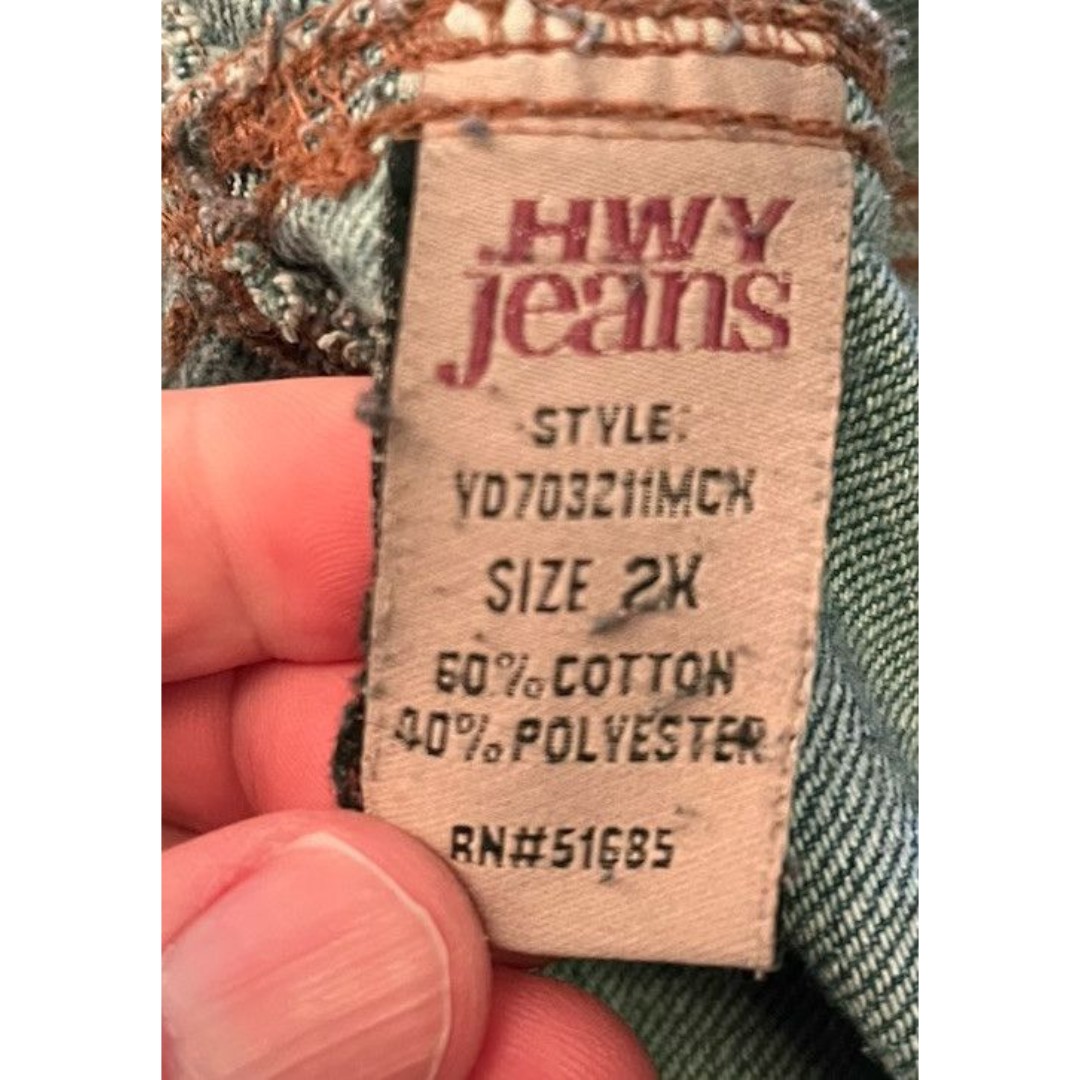 HWY
jeans
STYLE:
YD703211MCX
SIZE 2X
60% COTTON
40% POLYESTER
RN#51685